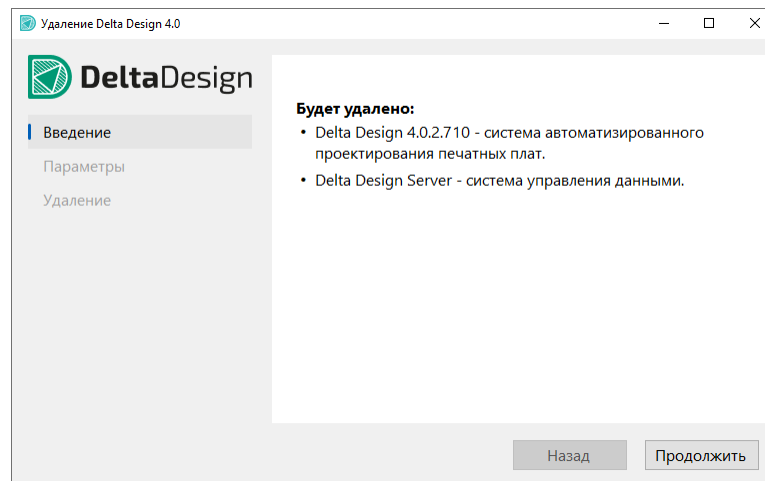 Удаление Delta Design 4.0
DeltaDesign
Введение
Параметры
Удаление
Будет удалено:
• Delta Design 4.0.2.710 - система автоматизированного
проектирования печатных плат.
• Delta Design Server - система управления данными.
Назад
Продолжить